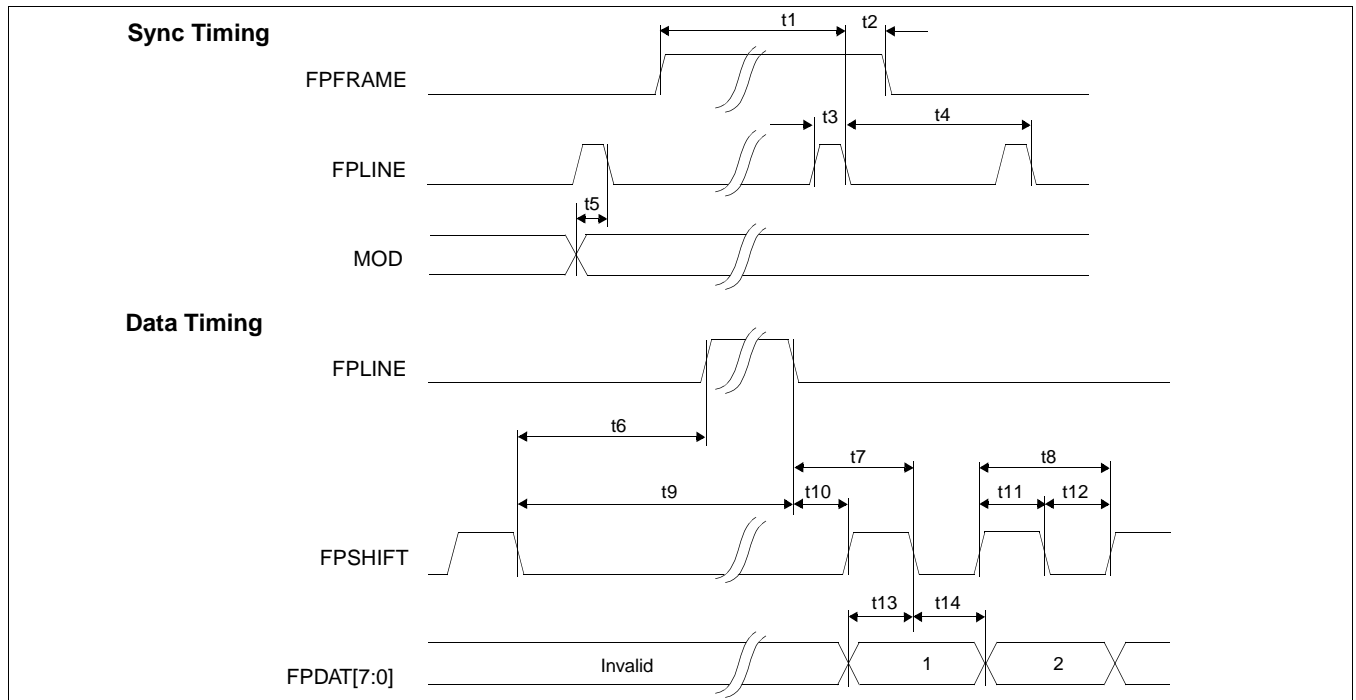 Sync Timing
t1
t2
FPFRAME
t3
t4
FPLINE
t5
MOD
Data Timing
FPLINE
t6
t7
t8
t9
t10
t11
t12
FPSHIFT
t13
t14
FPDAT[7:0]
Invalid
1
2